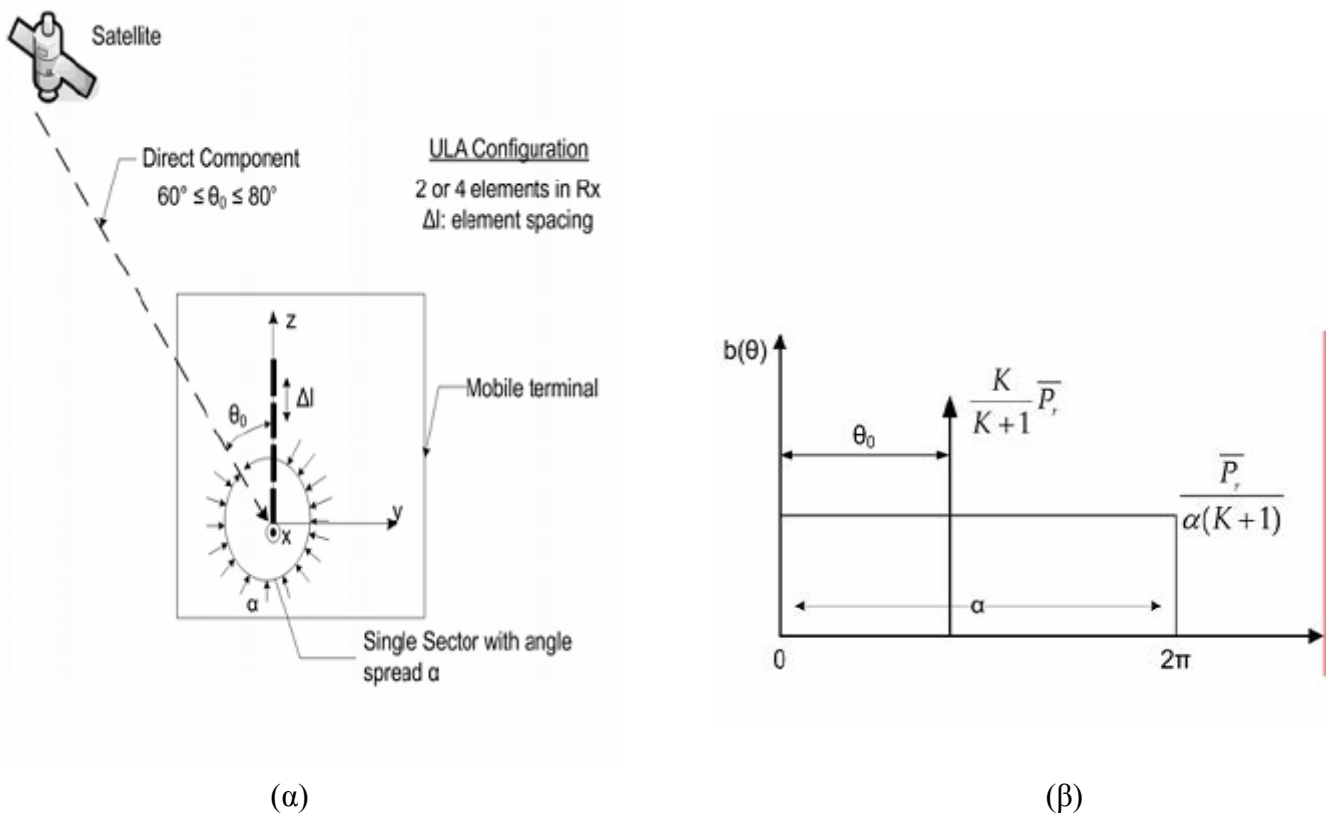 Satellite
Direct Component
60° ≤ θ₀ ≤ 80°
ULA Configuration
2 or 4 elements in Rx
Δl: element spacing
z
Δl
θ₀
Mobile terminal
y
x
α
Single Sector with angle
spread α
(α)
b(θ)
K/(K+1) P̅ᵣ
θ₀
P̅ᵣ/(α(K+1))
α
0
2π
(β)